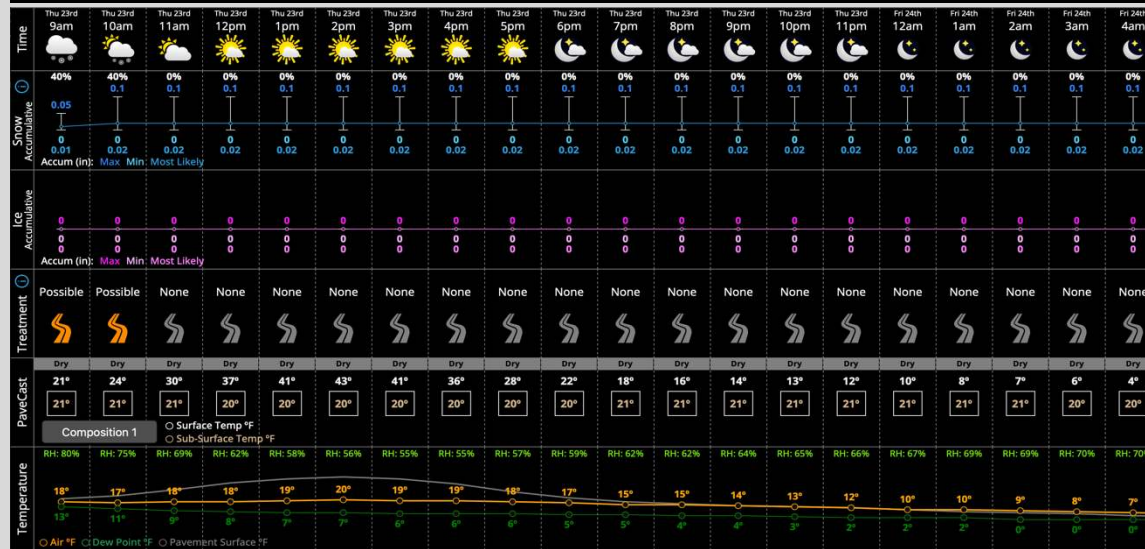 Time
Thu 23rd Thu 23rd Thu 23rd Thu 23rd Thu 23rd Thu 23rd Thu 23rd Thu 23rd Thu 23rd Thu 23rd Thu 23rd Thu 23rd Thu 23rd Thu 23rd Thu 23rd Fri 24th Fri 24th Fri 24th Fri 24th Fri 24th
9am 10am 11am 12pm 1pm 2pm 3pm 4pm 5pm 6pm 7pm 8pm 9pm 10pm 11pm 12am 1am 2am 3am 4am
Snow
Accumulative
40% 40% 0% 0% 0% 0% 0% 0% 0% 0% 0% 0% 0% 0% 0% 0% 0% 0% 0% 0%
0.05 0.1 0.1 0.1 0.1 0.1 0.1 0.1 0.1 0.1 0.1 0.1 0.1 0.1 0.1 0.1 0.1 0.1 0.1 0.1
0 0 0 0 0 0 0 0 0 0 0 0 0 0 0 0 0 0 0 0
0.01 0.02 0.02 0.02 0.02 0.02 0.02 0.02 0.02 0.02 0.02 0.02 0.02 0.02 0.02 0.02 0.02 0.02 0.02 0.02
Accum (in): Max Min Most Likely
Ice
Accumulative
0 0 0 0 0 0 0 0 0 0 0 0 0 0 0 0 0 0 0 0
0 0 0 0 0 0 0 0 0 0 0 0 0 0 0 0 0 0 0 0
0 0 0 0 0 0 0 0 0 0 0 0 0 0 0 0 0 0 0 0
Accum (in): Max Min Most Likely
Treatment
Possible Possible None None None None None None None None None None None None None None None None None None
PaveCast
Dry Dry Dry Dry Dry Dry Dry Dry Dry Dry Dry Dry Dry Dry Dry Dry Dry Dry Dry Dry
21° 24° 30° 37° 41° 43° 41° 36° 28° 22° 18° 16° 14° 13° 12° 10° 8° 7° 6° 4°
21° 21° 21° 20° 20° 20° 20° 20° 20° 20° 21° 21° 21° 21° 21° 21° 21° 21° 20° 20°
Composition 1
Surface Temp °F
Sub-Surface Temp °F
Temperature
RH: 80% RH: 75% RH: 69% RH: 62% RH: 58% RH: 56% RH: 55% RH: 55% RH: 57% RH: 59% RH: 62% RH: 62% RH: 64% RH: 65% RH: 66% RH: 67% RH: 69% RH: 69% RH: 70% RH: 70
18° 17° 18° 18° 19° 20° 19° 19° 18° 17° 15° 15° 14° 13° 12° 10° 10° 9° 8° 7°
13° 11° 9° 8° 7° 7° 6° 6° 6° 5° 5° 4° 4° 3° 2° 2° 2° 0° 0° 0°
Air °F Dew Point °F Pavement Surface °F